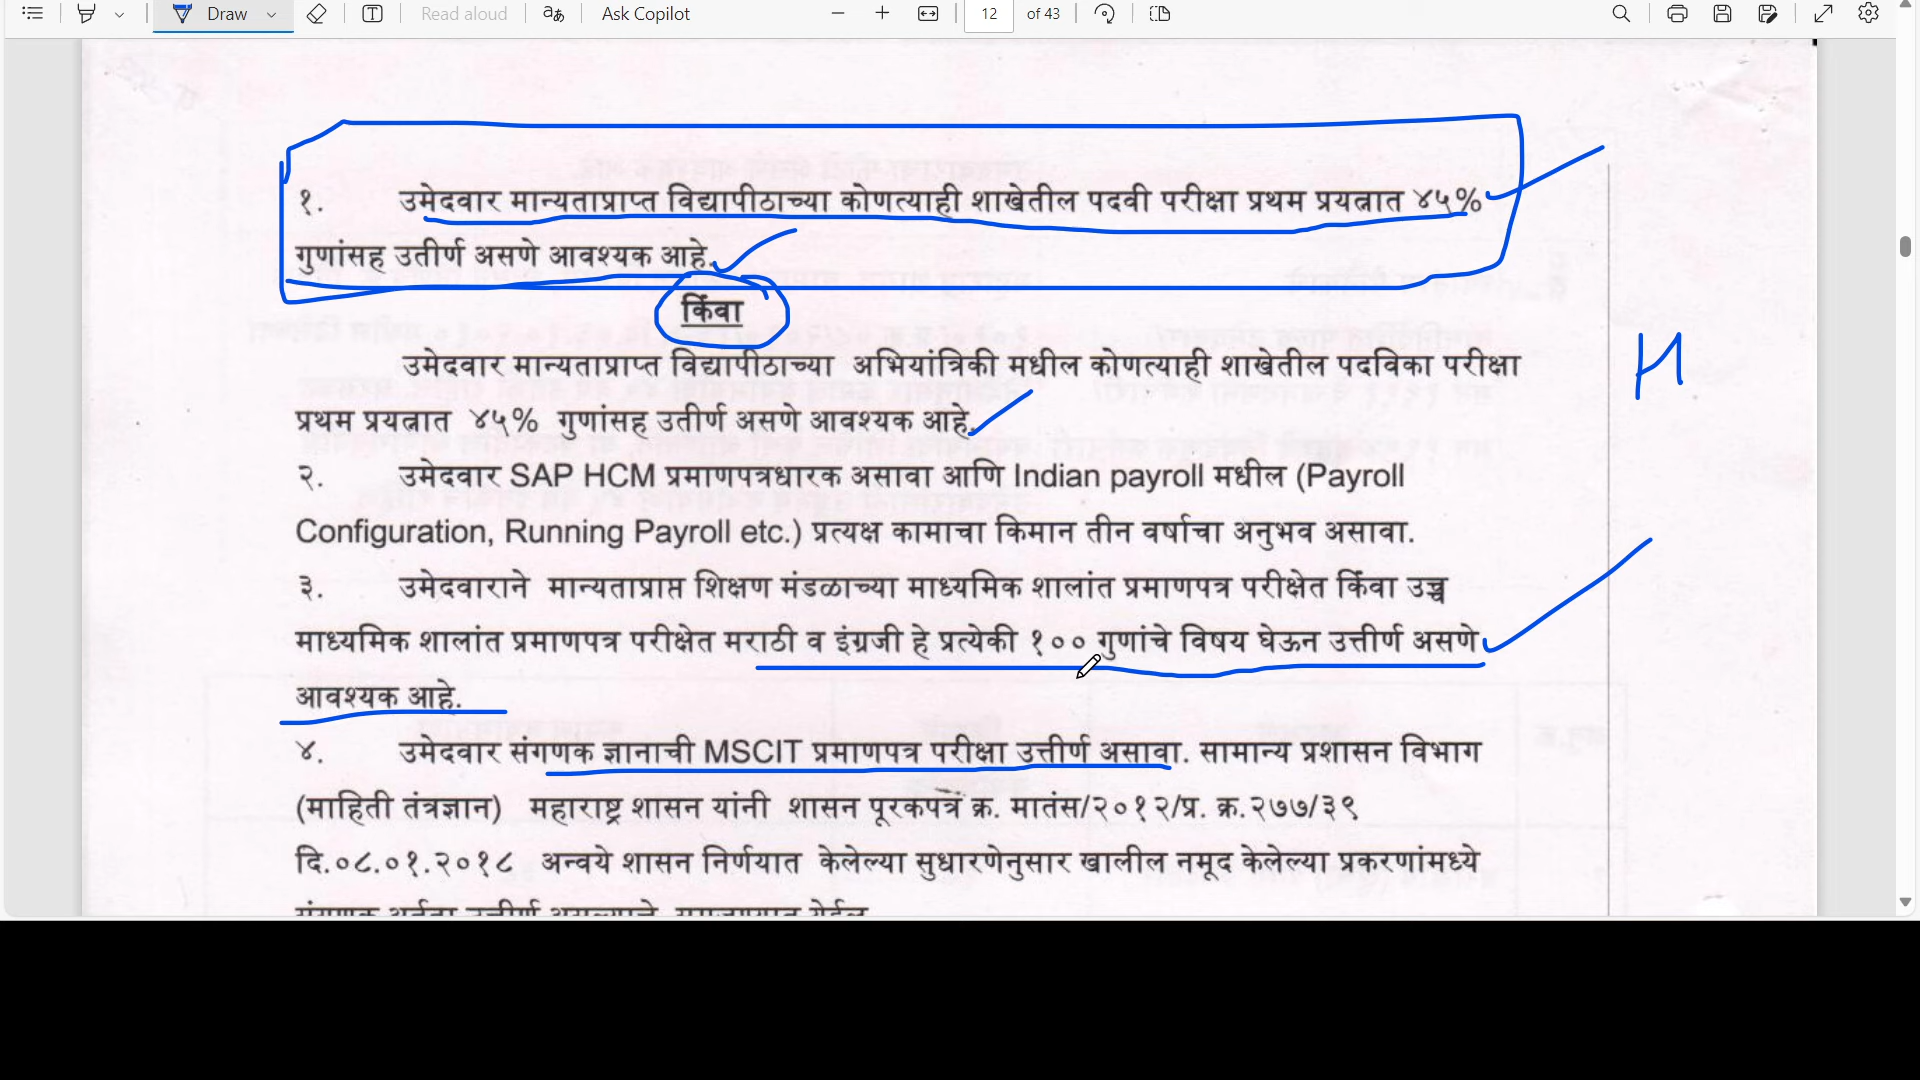 Draw
Read aloud
Ask Copilot
12 of 43
१. उमेदवार मान्यताप्राप्त विद्यापीठाच्या कोणत्याही शाखेतील पदवी परीक्षा प्रथम प्रयत्नात ४५%
गुणांसह उतीर्ण असणे आवश्यक आहे.
किंवा
उमेदवार मान्यताप्राप्त विद्यापीठाच्या अभियांत्रिकी मधील कोणत्याही शाखेतील पदविका परीक्षा
प्रथम प्रयत्नात ४५% गुणांसह उतीर्ण असणे आवश्यक आहे.
२. उमेदवार SAP HCM प्रमाणपत्रधारक असावा आणि Indian payroll मधील (Payroll
Configuration, Running Payroll etc.) प्रत्यक्ष कामाचा किमान तीन वर्षाचा अनुभव असावा.
३. उमेदवाराने मान्यताप्राप्त शिक्षण मंडळाच्या माध्यमिक शालांत प्रमाणपत्र परीक्षेत किंवा उच्च
माध्यमिक शालांत प्रमाणपत्र परीक्षेत मराठी व इंग्रजी हे प्रत्येकी १०० गुणांचे विषय घेऊन उत्तीर्ण असणे
आवश्यक आहे.
४. उमेदवार संगणक ज्ञानाची MSCIT प्रमाणपत्र परीक्षा उत्तीर्ण असावा. सामान्य प्रशासन विभाग
(माहिती तंत्रज्ञान) महाराष्ट्र शासन यांनी शासन पूरकपत्र क्र. मातंस/२०१२/प्र. क्र.२७७/३९
दि.०८.०१.२०१८ अन्वये शासन निर्णयात केलेल्या सुधारणेनुसार खालील नमूद केलेल्या प्रकरणांमध्ये